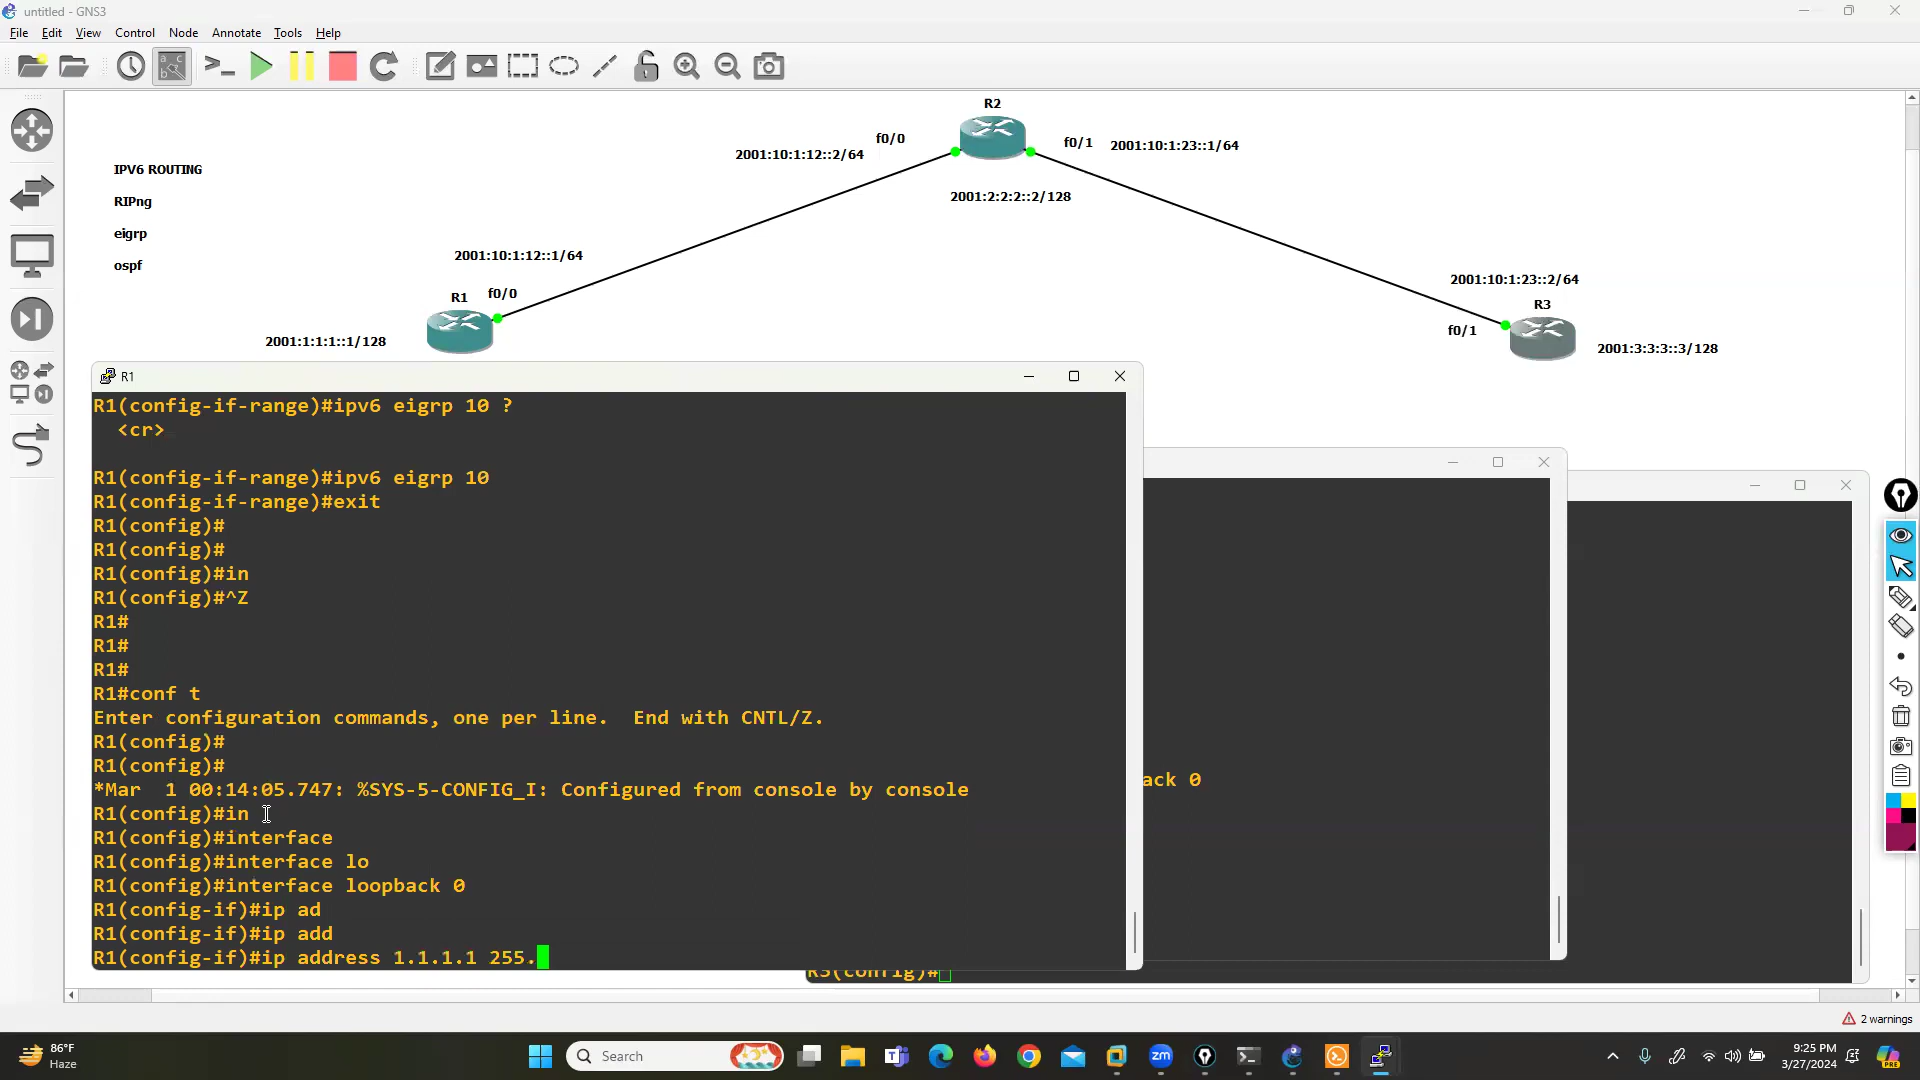 untitled - GNS3
File Edit View Control Node Annotate Tools Help
R2
f0/0
f0/1
2001:10:1:12::2/64
2001:10:1:23::1/64
IPV6 ROUTING
2001:2:2:2::2/128
RIPng
eigrp
2001:10:1:12::1/64
ospf
2001:10:1:23::2/64
R1
f0/0
R3
f0/1
2001:1:1:1::1/128
2001:3:3:3::3/128
R1
R1(config-if-range)#ipv6 eigrp 10 ?
<cr>
R1(config-if-range)#ipv6 eigrp 10
R1(config-if-range)#exit
R1(config)#
R1(config)#
R1(config)#in
R1(config)#^Z
R1#
R1#
R1#
R1#conf t
Enter configuration commands, one per line.  End with CNTL/Z.
R1(config)#
R1(config)#
*Mar  1 00:14:05.747: %SYS-5-CONFIG_I: Configured from console by console
R1(config)#in
R1(config)#interface
R1(config)#interface lo
R1(config)#interface loopback 0
R1(config-if)#ip ad
R1(config-if)#ip add
R1(config-if)#ip address 1.1.1.1 255.
ack 0
R3(config)#
2 warnings
86°F
Haze
Search
9:25 PM
3/27/2024